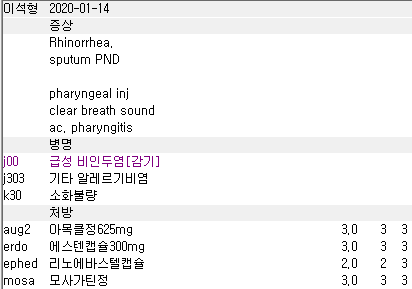 이석형 2020-01-14
증상
Rhinorrhea,
sputum PND
pharyngeal inj
clear breath sound
ac, pharyngitis
병명
j00 급성 비인두염[감기]
j303 기타 알레르기비염
k30 소화불량
처방
aug2 아목클정625mg 3.0 3 3
erdo 에스텐캡슐300mg 3.0 3 3
ephed 리노에바스텔캡슐 2.0 2 3
mosa 모사가틴정 3.0 3 3